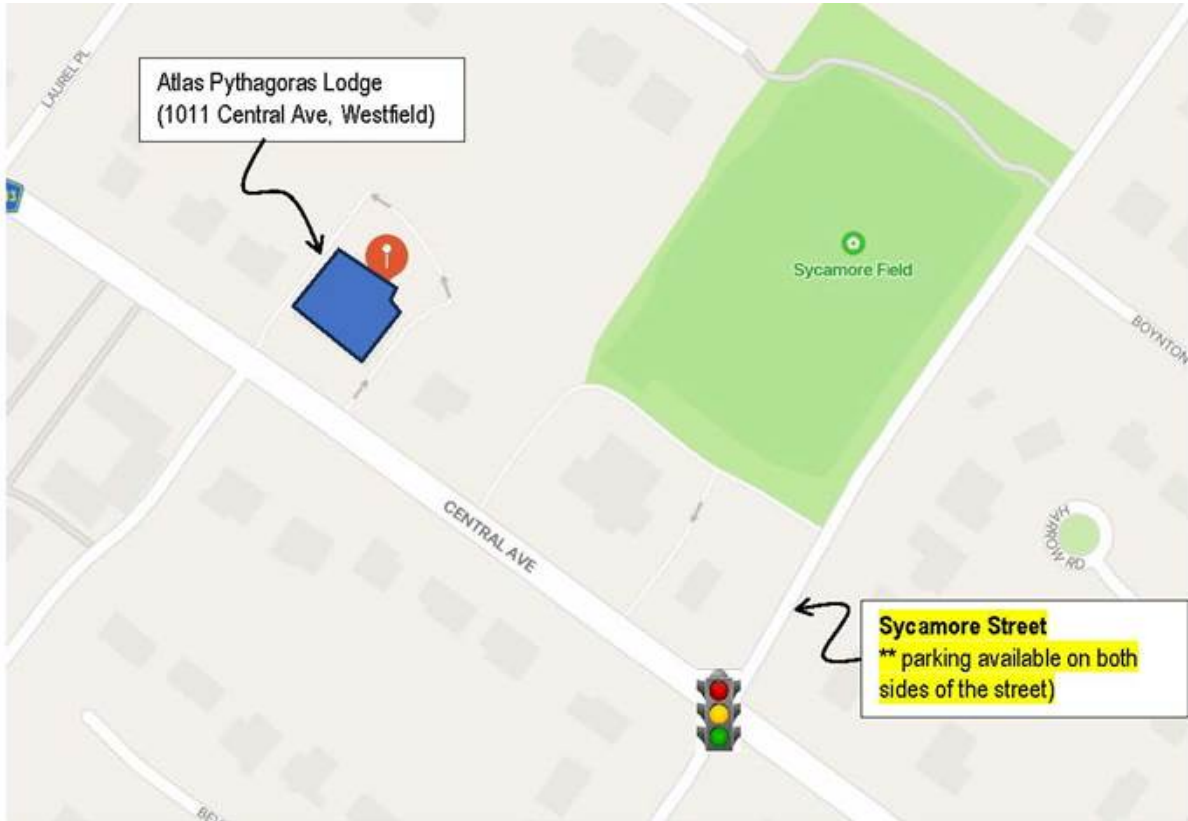 LAUREL PL
Atlas Pythagoras Lodge
(1011 Central Ave, Westfield)
Sycamore Field
BOYNTON
CENTRAL AVE
HARROW RD
Sycamore Street
** parking available on both
sides of the street)